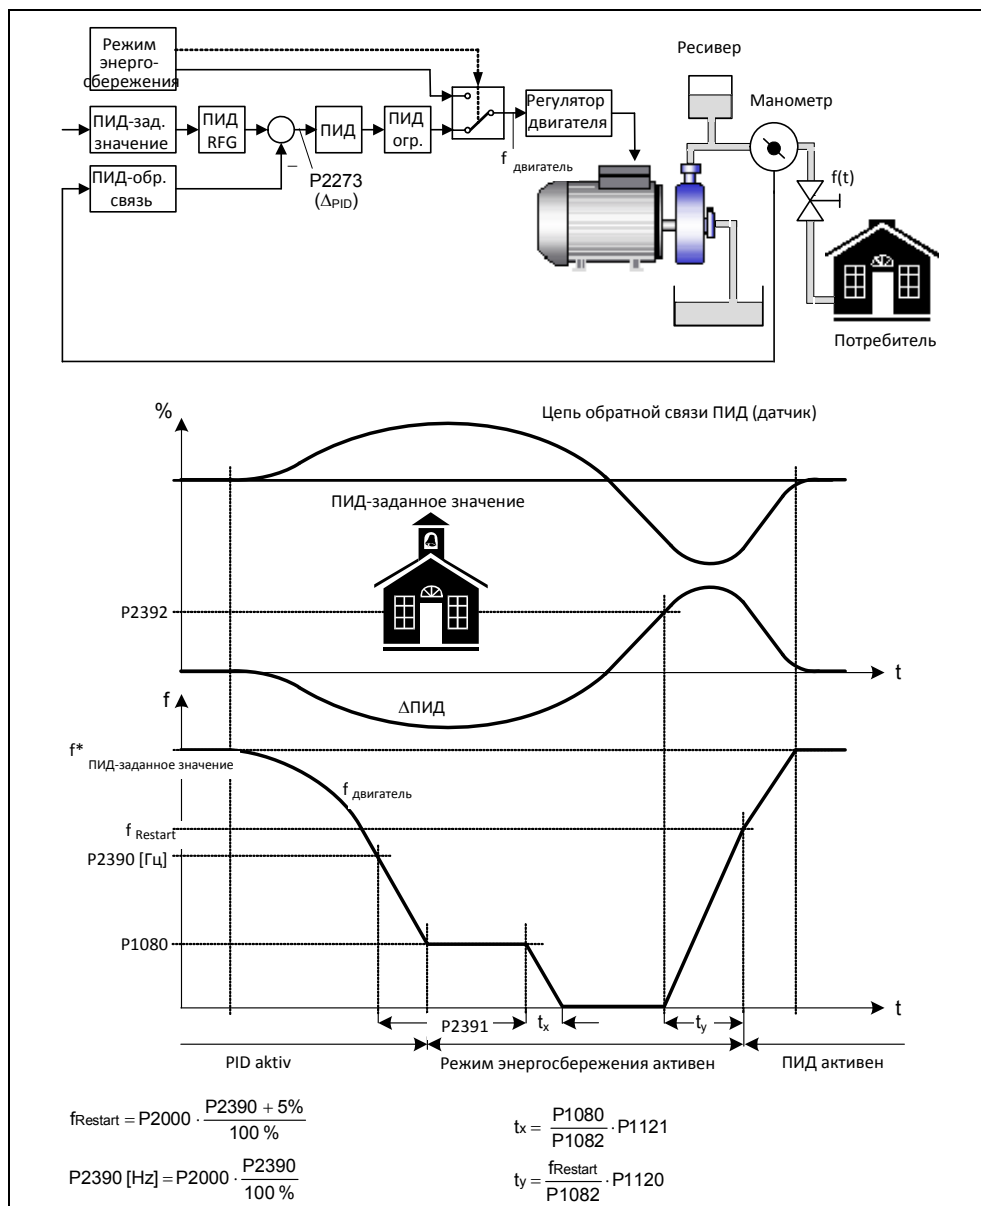 Режим
энерго-
сбережения
ПИД-зад.
значение
ПИД
RFG
ПИД
ПИД
огр.
Регулятор
двигателя
f двигатель
ПИД-обр.
связь
–
P2273
(ΔPID)
Ресивер
Манометр
f(t)
Потребитель
%
Цепь обратной связи ПИД (датчик)
ПИД-заданное значение
P2392
t
ΔПИД
f
f*
ПИД-заданное значение
f двигатель
f Restart
P2390 [Гц]
P1080
t
P2391
tx
ty
PID aktiv
Режим энергосбережения активен
ПИД активен
fRestart = P2000 · (P2390 + 5%) / 100 %
tx = P1080 / P1082 · P1121
P2390 [Hz] = P2000 · P2390 / 100 %
ty = fRestart / P1082 · P1120